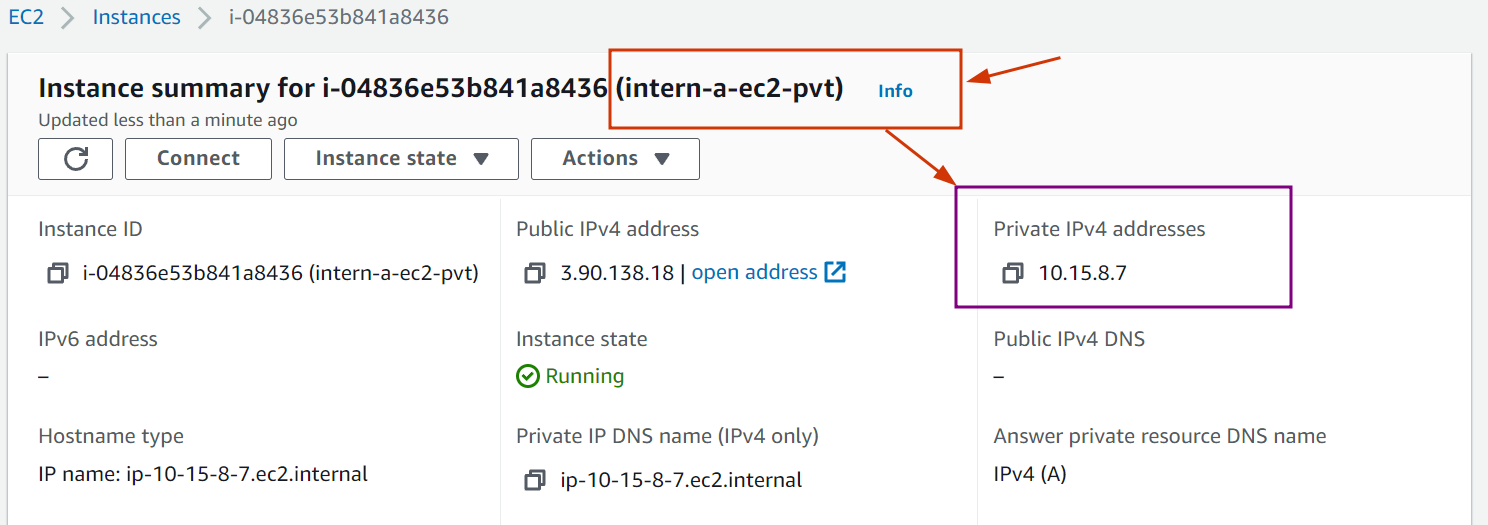 EC2 > Instances > i-04836e53b841a8436
Instance summary for i-04836e53b841a8436 (intern-a-ec2-pvt) Info
Updated less than a minute ago
Connect Instance state Actions
Instance ID
i-04836e53b841a8436 (intern-a-ec2-pvt)
Public IPv4 address
3.90.138.18 | open address
Private IPv4 addresses
10.15.8.7
IPv6 address
–
Instance state
Running
Public IPv4 DNS
–
Hostname type
IP name: ip-10-15-8-7.ec2.internal
Private IP DNS name (IPv4 only)
ip-10-15-8-7.ec2.internal
Answer private resource DNS name
IPv4 (A)